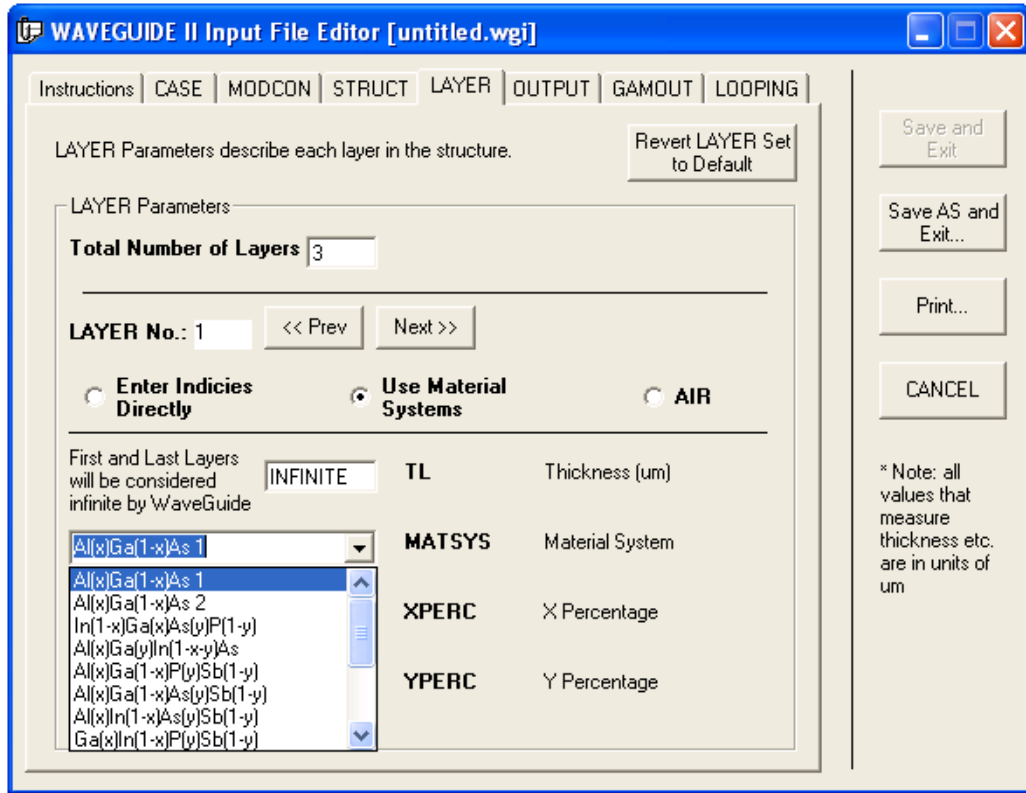 WAVEGUIDE II Input File Editor [untitled.wgi]
Instructions CASE MODCON STRUCT LAYER OUTPUT GAMOUT LOOPING
LAYER Parameters describe each layer in the structure.
Revert LAYER Set
to Default
LAYER Parameters
Total Number of Layers 3
LAYER No.: 1 << Prev Next >>
Enter Indicies
Directly
Use Material
Systems
AIR
First and Last Layers
will be considered
infinite by WaveGuide
INFINITE TL Thickness (um)
Al(x)Ga(1-x)As 1 MATSYS Material System
Al(x)Ga(1-x)As 1
Al(x)Ga(1-x)As 2
In(1-x)Ga(x)As(y)P(1-y)
Al(x)Ga(y)In(1-x-y)As
Al(x)Ga(1-x)P(y)Sb(1-y)
Al(x)Ga(1-x)As(y)Sb(1-y)
Al(x)In(1-x)As(y)Sb(1-y)
Ga(x)In(1-x)P(y)Sb(1-y)
XPERC X Percentage
YPERC Y Percentage
Save and
Exit
Save AS and
Exit...
Print...
CANCEL
* Note: all
values that
measure
thickness etc.
are in units of
um